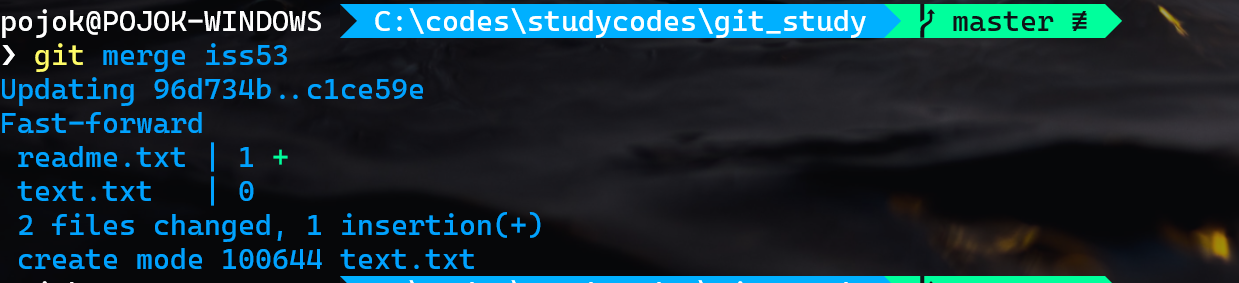 pojok@POJOK-WINDOWS C:\codes\studycodes\git_study master ≢
❯ git merge iss53
Updating 96d734b..c1ce59e
Fast-forward
 readme.txt | 1 +
 text.txt   | 0
 2 files changed, 1 insertion(+)
 create mode 100644 text.txt